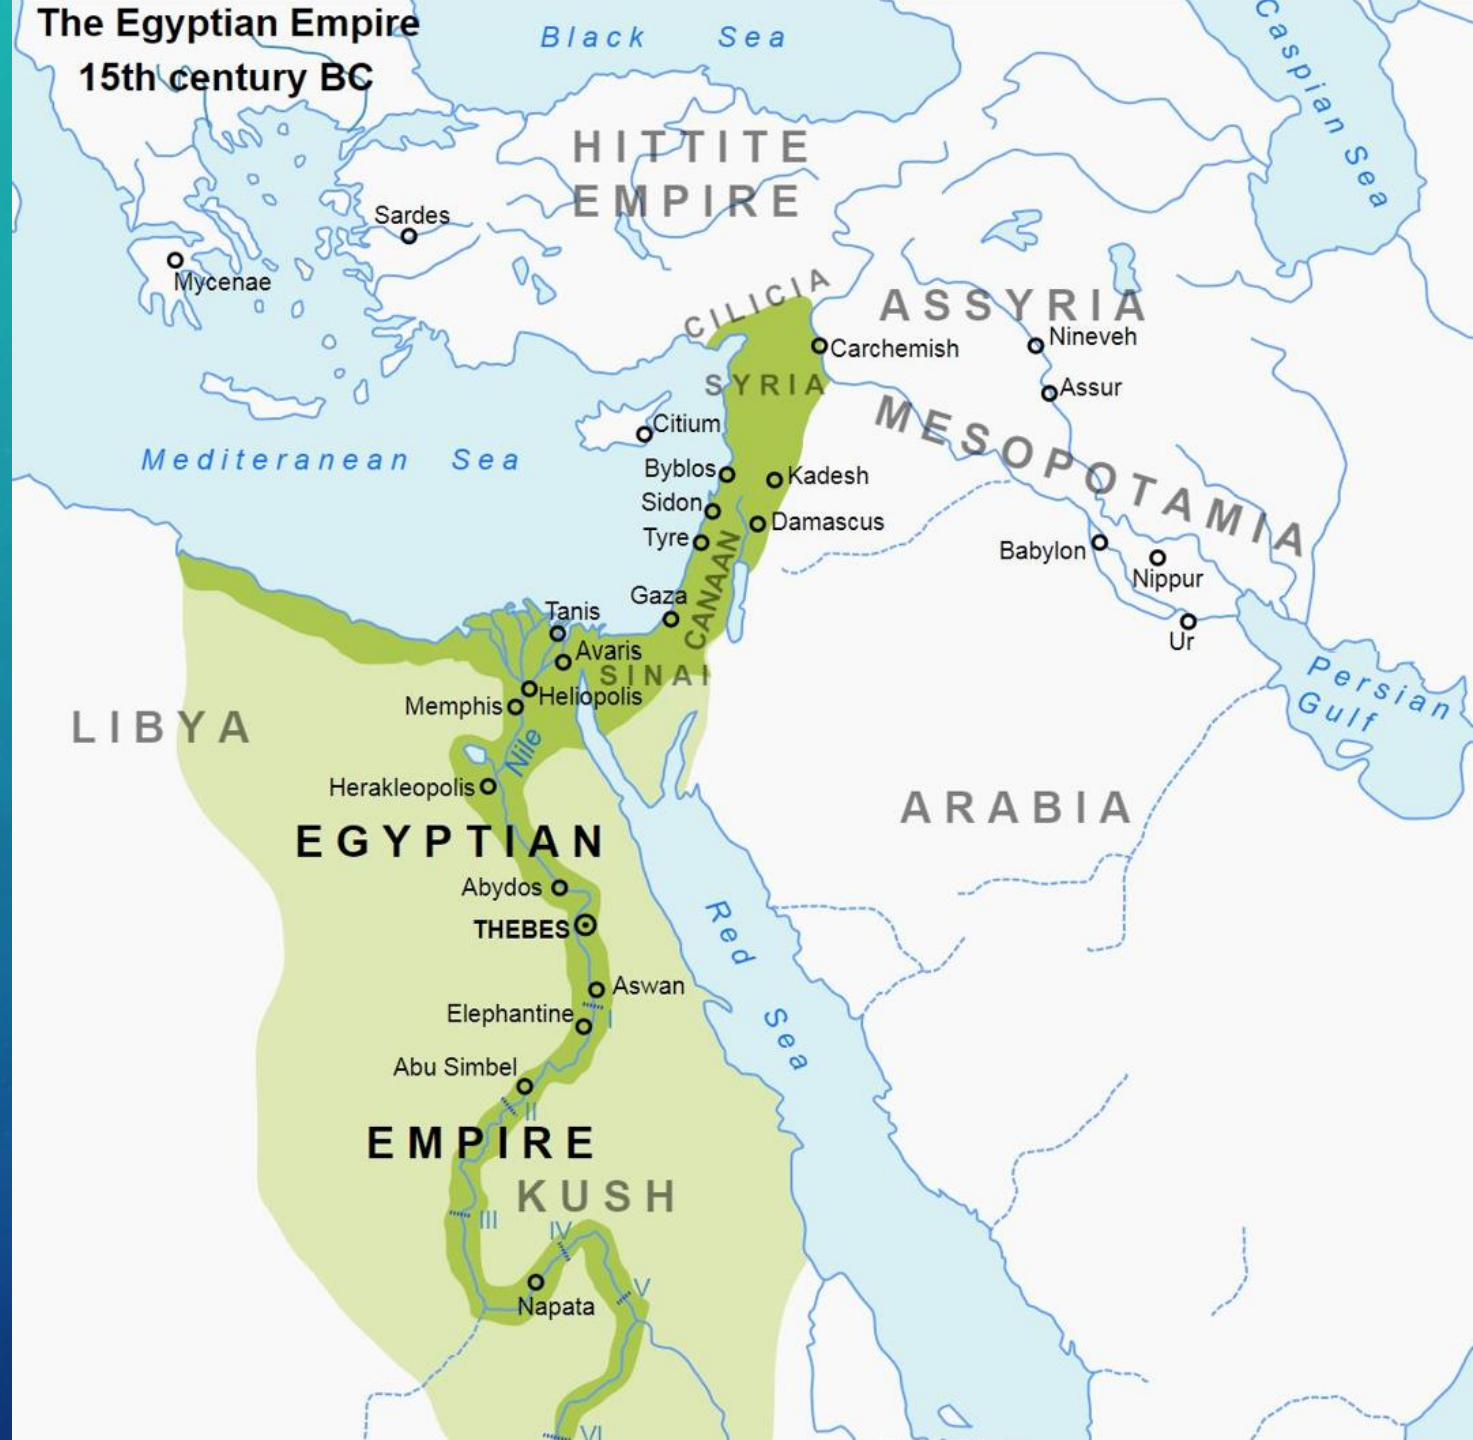 The Egyptian Empire
15th century BC
Black Sea
Caspian Sea
HITTITE
EMPIRE
Sardes
Mycenae
CILICIA
ASSYRIA
Nineveh
Carchemish
SYRIA
Assur
MESOPOTAMIA
Citium
Mediteranean Sea
Byblos
Kadesh
Sidon
Damascus
Tyre
CANAAN
Babylon
Nippur
Gaza
Tanis
Ur
Avaris
SINAI
Heliopolis
Memphis
Persian
Gulf
LIBYA
Nile
Herakleopolis
ARABIA
EGYPTIAN
Abydos
THEBES
Red Sea
Aswan
Elephantine
I
Abu Simbel
II
EMPIRE
KUSH
III
IV
V
Napata
VI